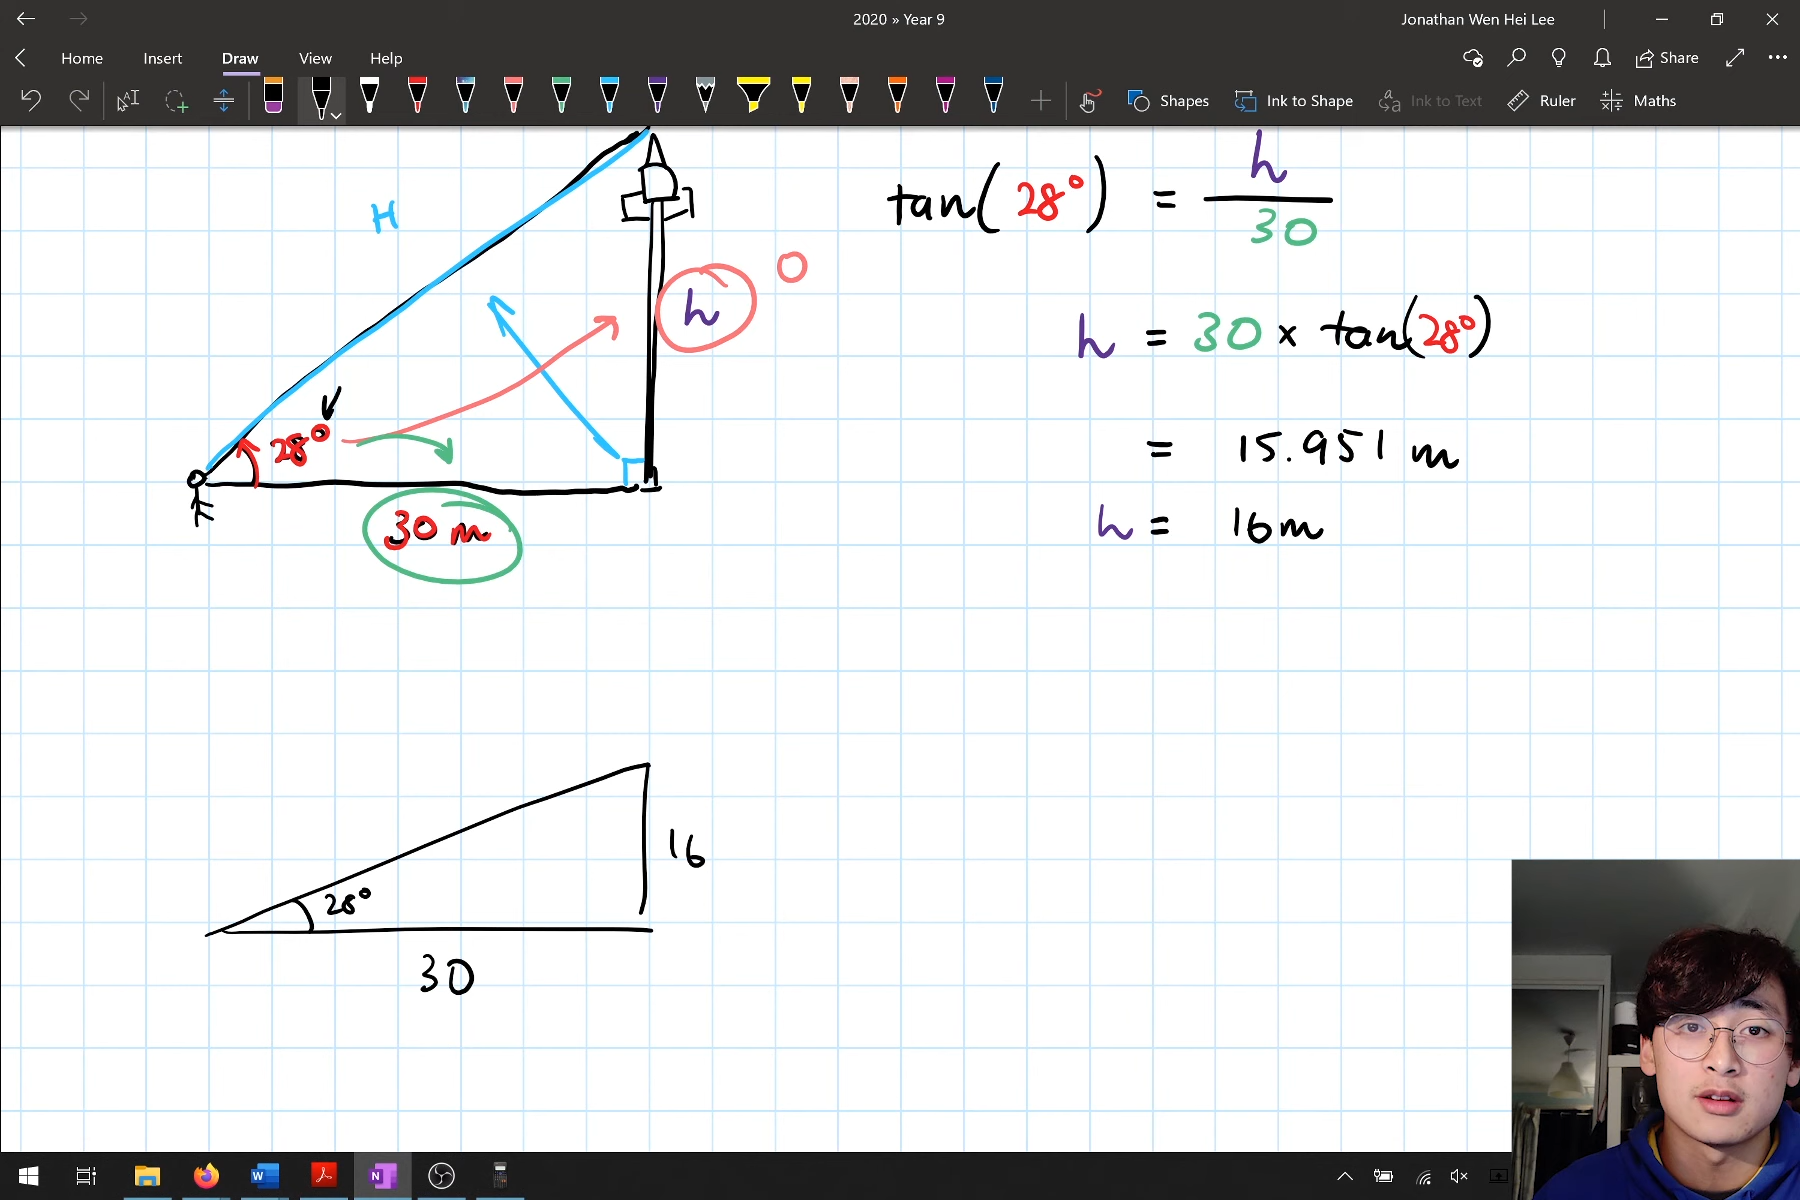 2020 » Year 9
Jonathan Wen Hei Lee
Home Insert Draw View Help
Share
Shapes Ink to Shape Ink to Text Ruler Maths
H
28°
30 m
h
O
tan(28°) = h/30
h = 30 × tan(28°)
= 15.951 m
h = 16m
28°
16
30